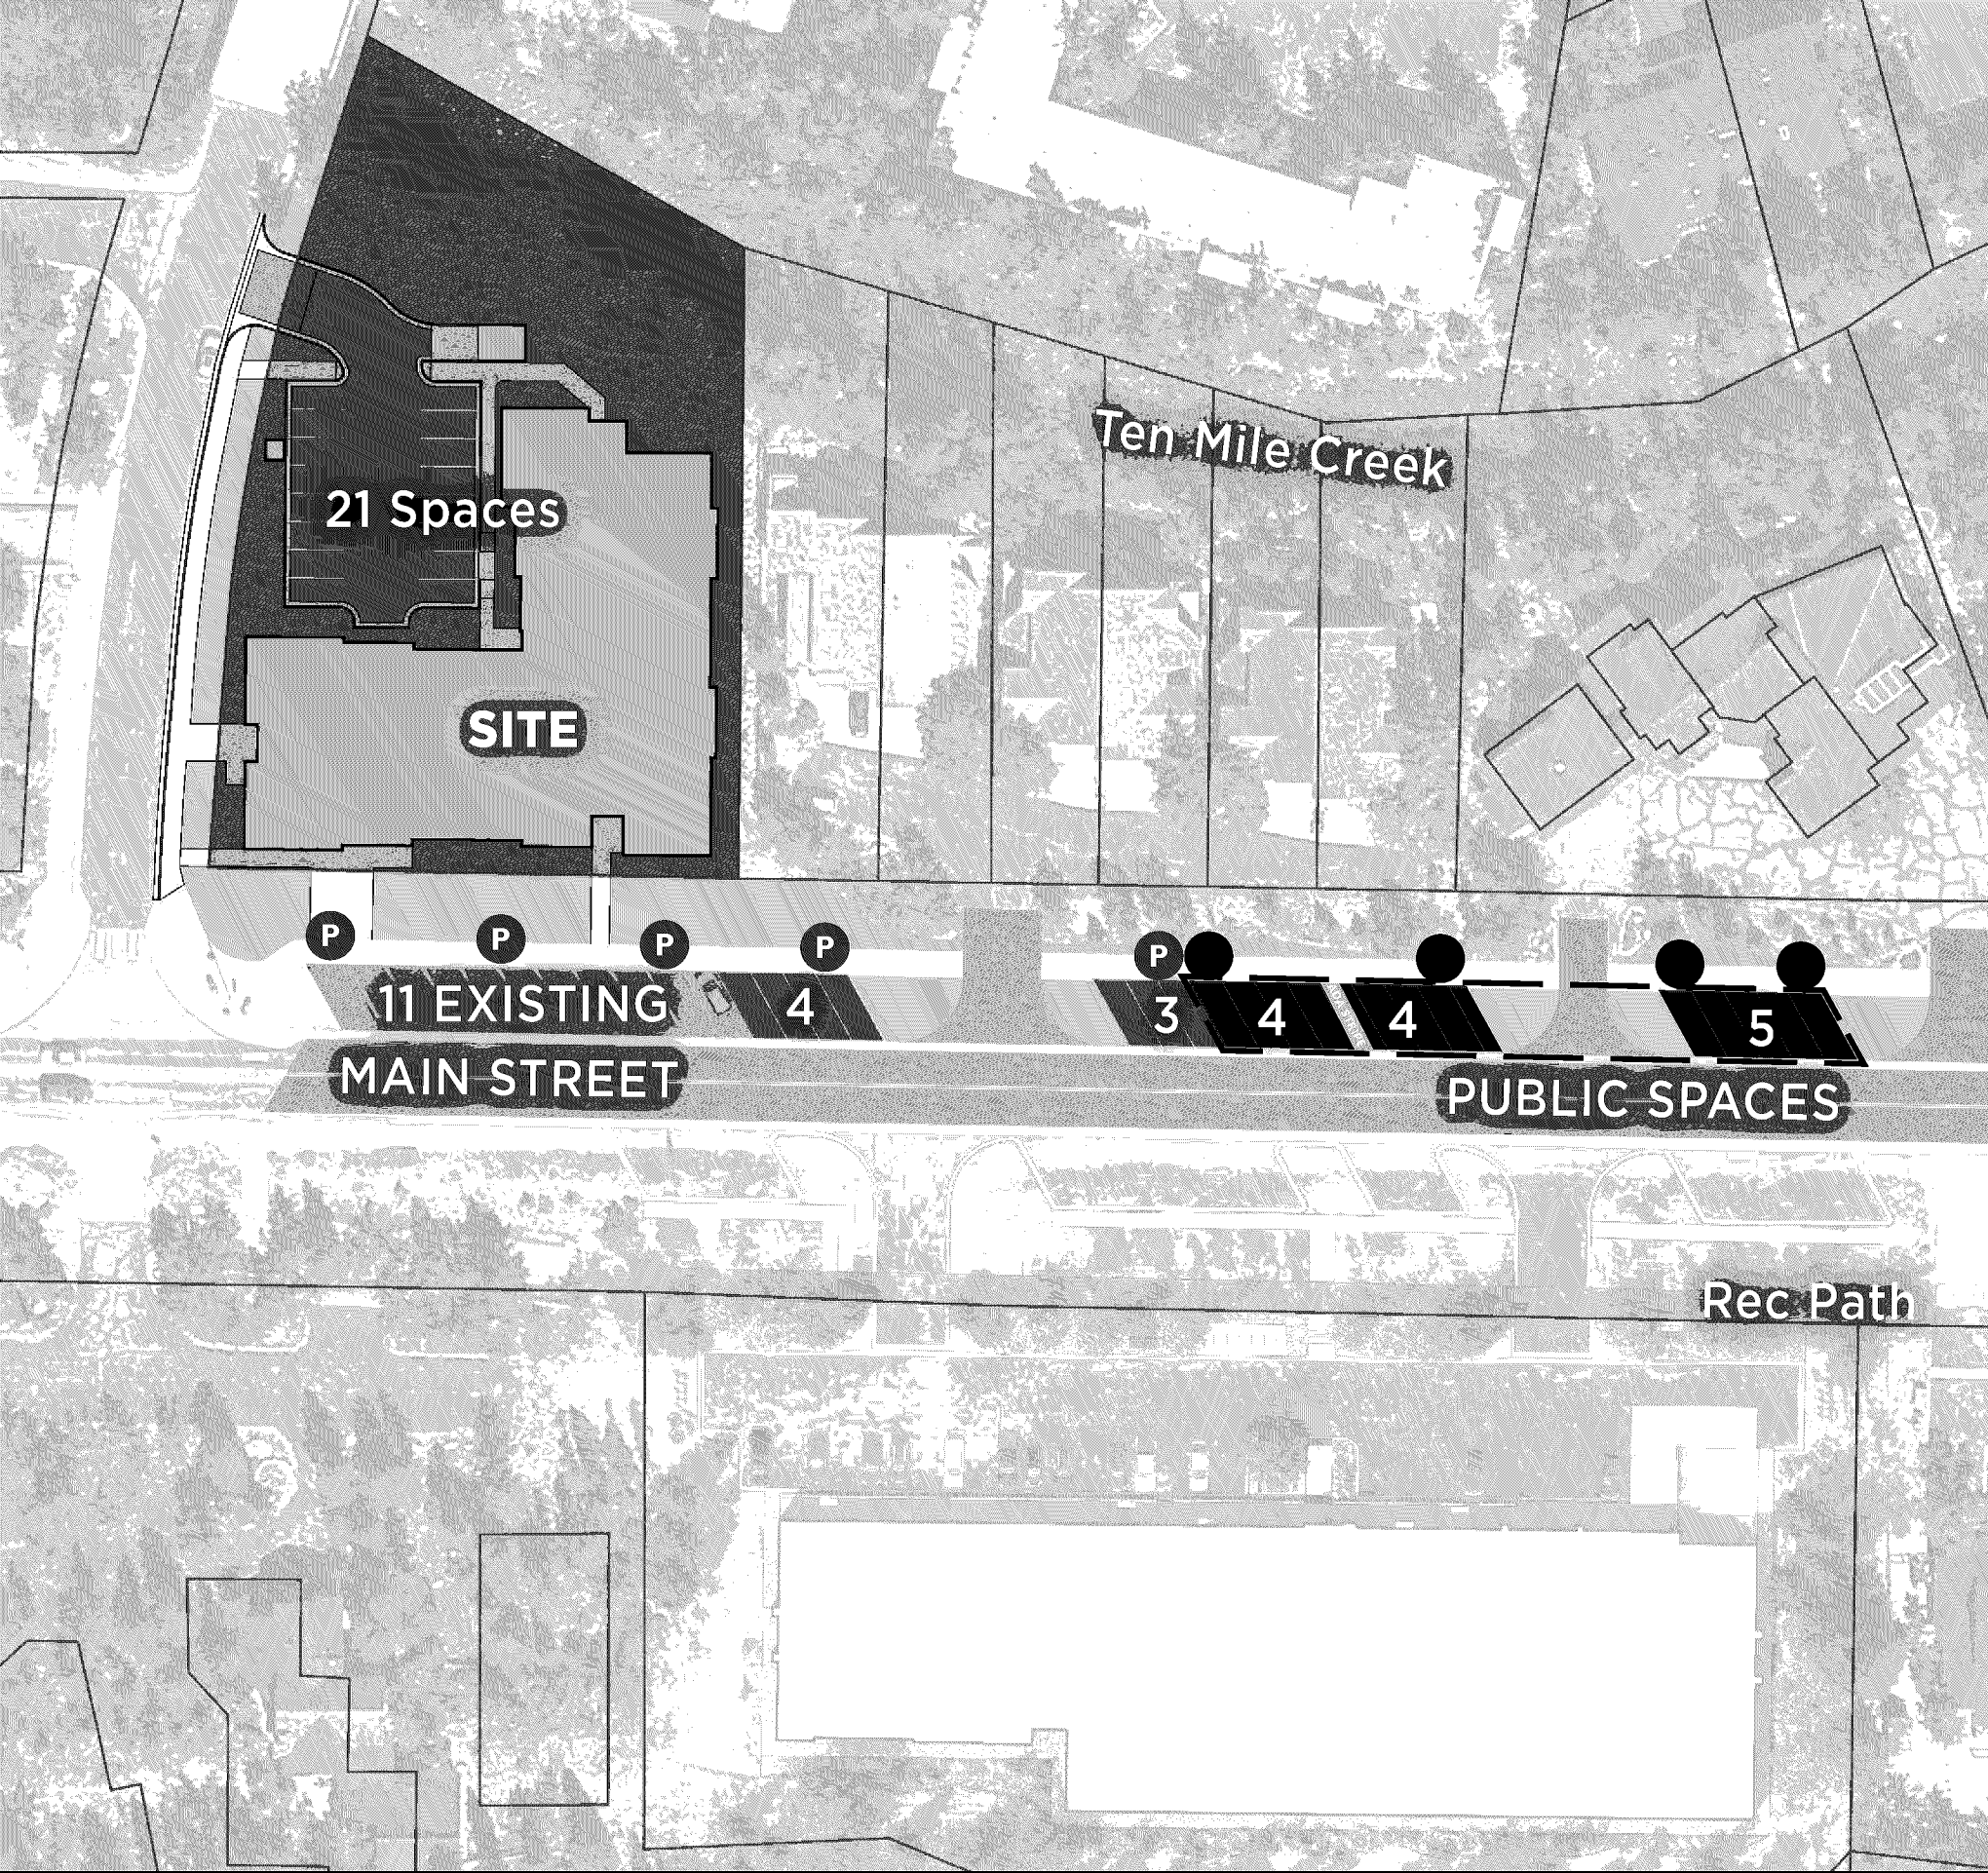 Ten Mile Creek
21 Spaces
SITE
P
P
P
P
P
11 EXISTING
4
3
4
4
5
MAIN STREET
PUBLIC SPACES
Rec Path